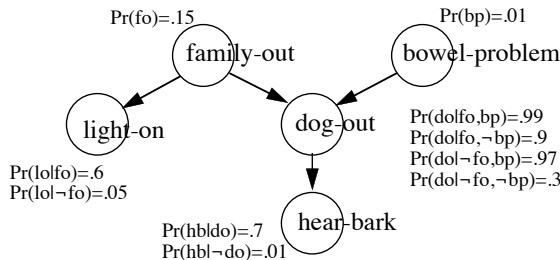 Pr(fo)=.15
Pr(bp)=.01
family-out
bowel-problem
light-on
dog-out
Pr(do|fo,bp)=.99
Pr(do|fo,¬bp)=.9
Pr(do|¬fo,bp)=.97
Pr(do|¬fo,¬bp)=.3
Pr(lo|fo)=.6
Pr(lo|¬fo)=.05
hear-bark
Pr(hb|do)=.7
Pr(hb|¬do)=.01